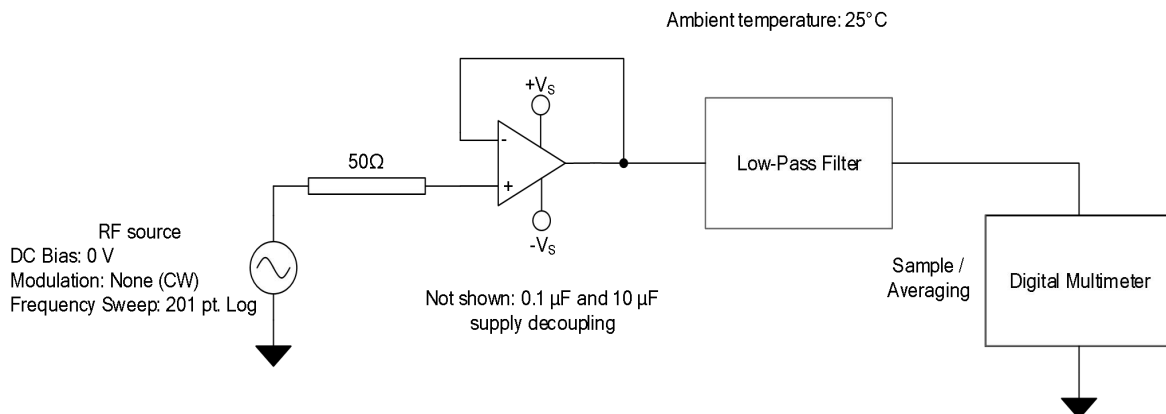 Ambient temperature: 25°C
+VS
-
50Ω
+
Low-Pass Filter
-VS
RF source
DC Bias: 0 V
Modulation: None (CW)
Frequency Sweep: 201 pt. Log
Not shown: 0.1 µF and 10 µF
supply decoupling
Sample /
Averaging
Digital Multimeter